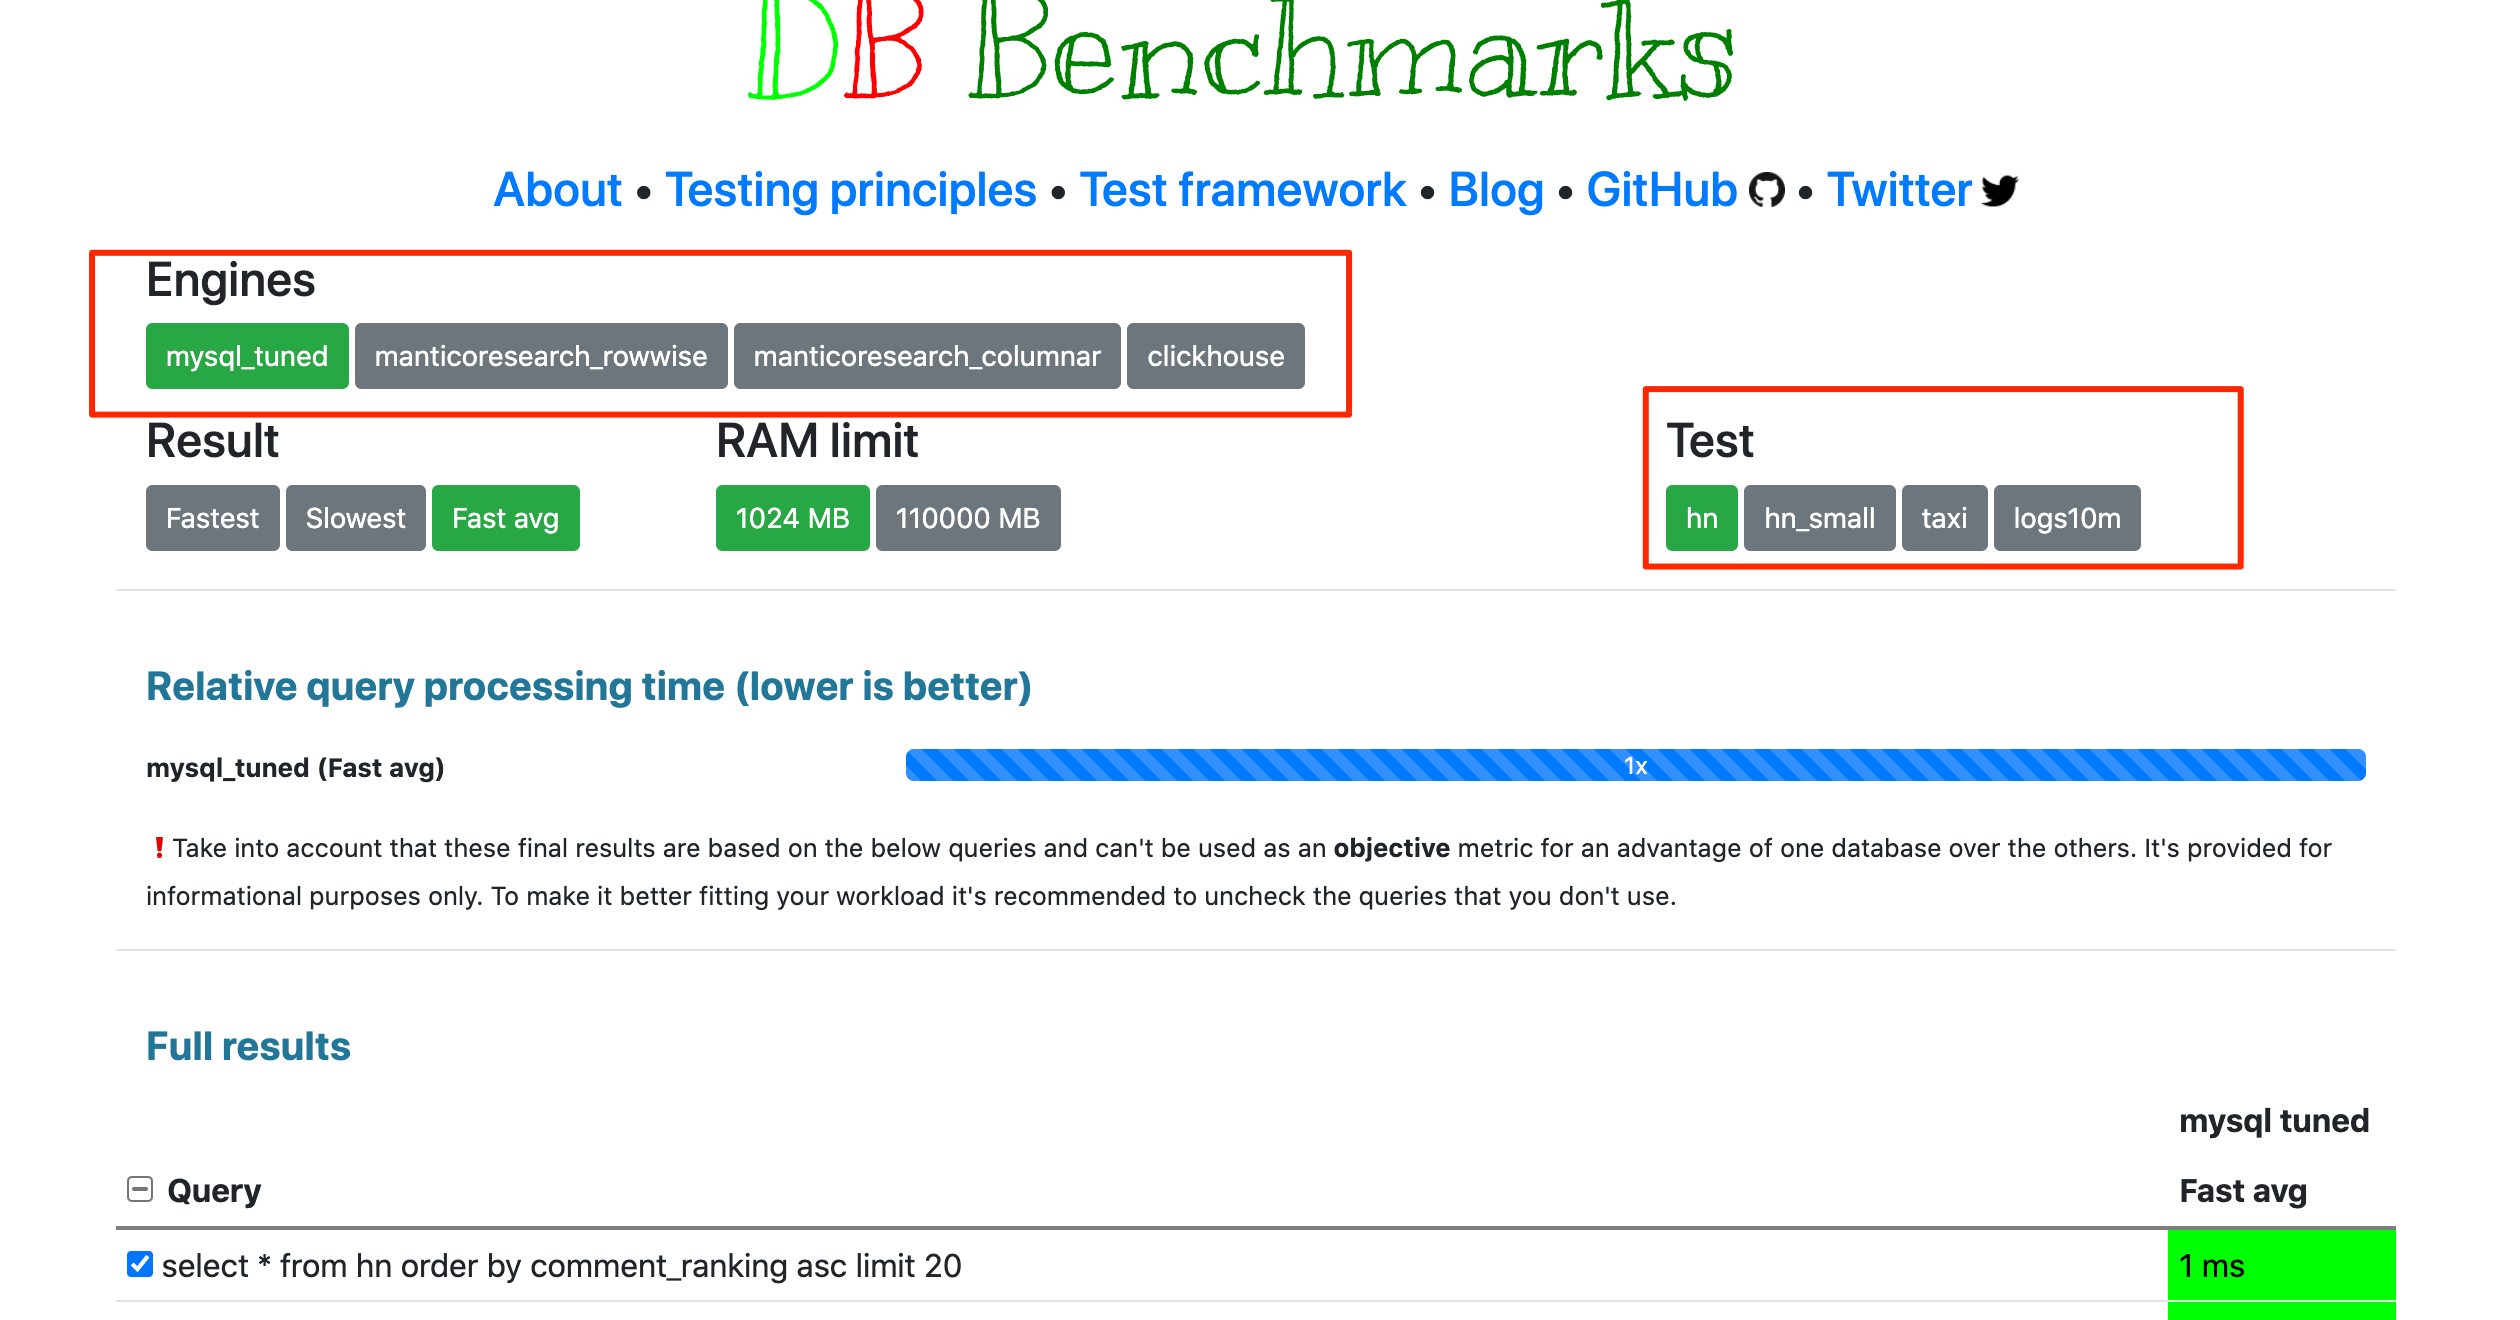 DB Benchmarks
About • Testing principles • Test framework • Blog • GitHub • Twitter
Engines
mysql_tuned manticoresearch_rowwise manticoresearch_columnar clickhouse
Result RAM limit Test
Fastest Slowest Fast avg 1024 MB 110000 MB hn hn_small taxi logs10m
Relative query processing time (lower is better)
mysql_tuned (Fast avg) 1x
❗Take into account that these final results are based on the below queries and can't be used as an objective metric for an advantage of one database over the others. It's provided for
informational purposes only. To make it better fitting your workload it's recommended to uncheck the queries that you don't use.
Full results
mysql tuned
Query Fast avg
select * from hn order by comment_ranking asc limit 20 1 ms